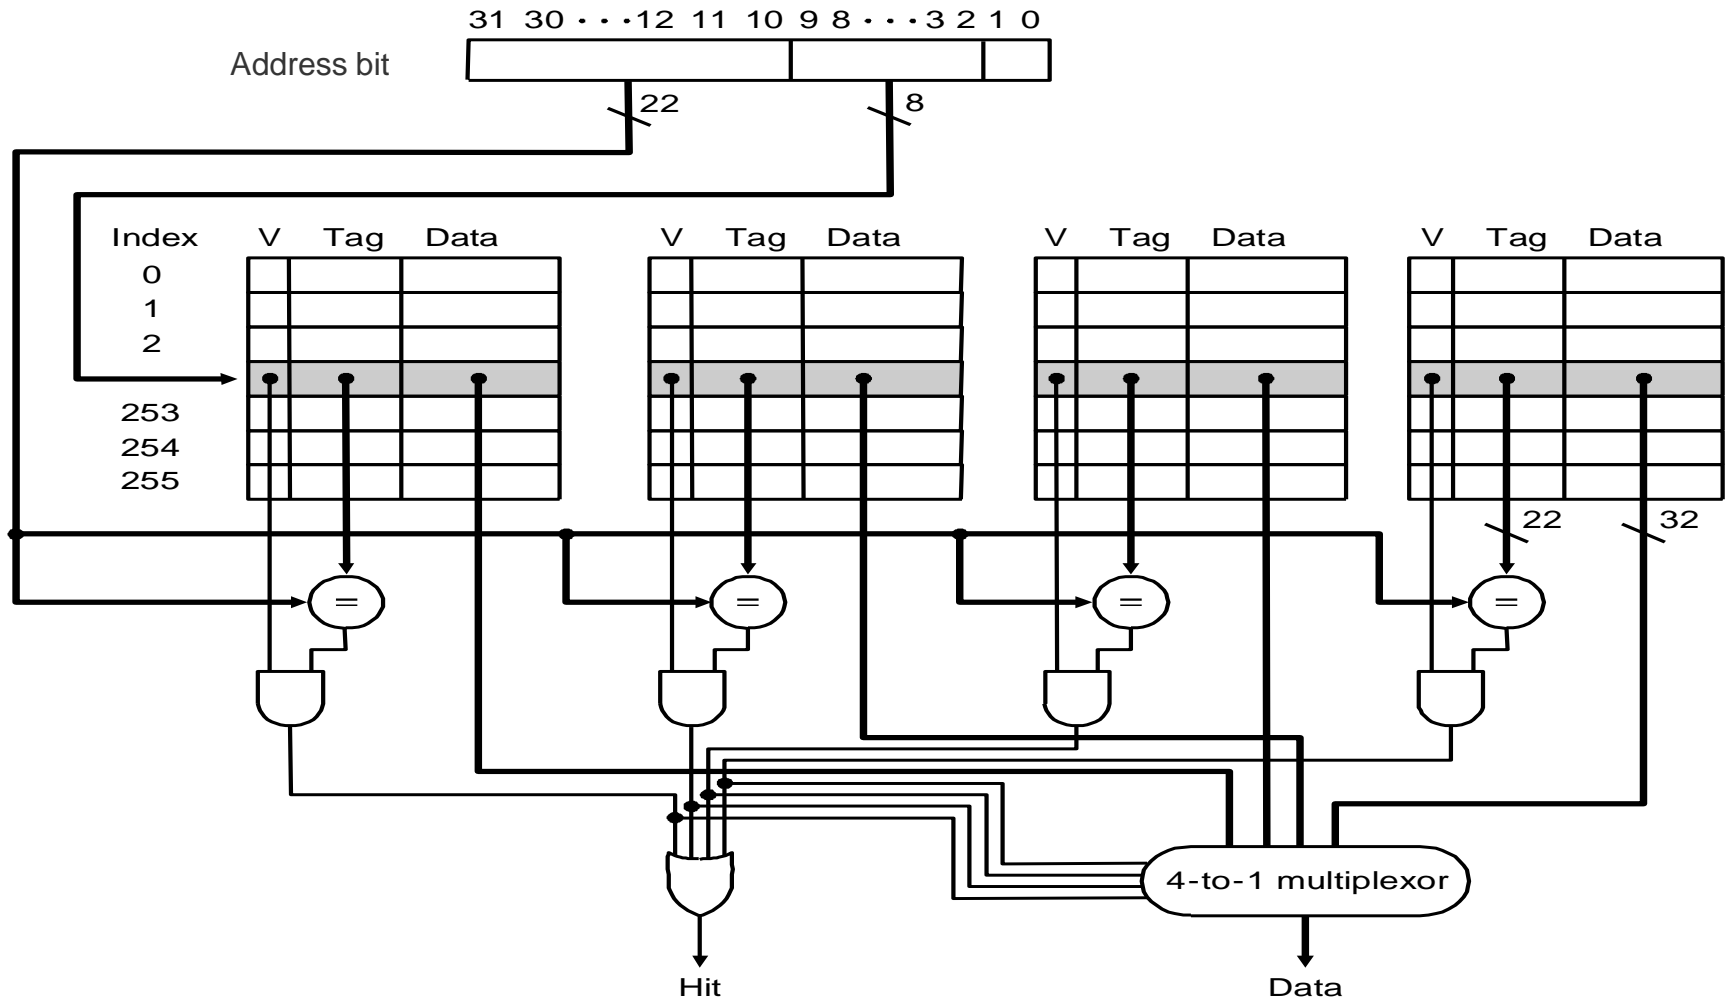 31 30 · · · 12 11 10 9 8 · · · 3 2 1 0
Address bit
22
8
Index V Tag Data V Tag Data V Tag Data V Tag Data
0
1
2
253
254
255
22 32
= = = =
4-to-1 multiplexor
Hit Data